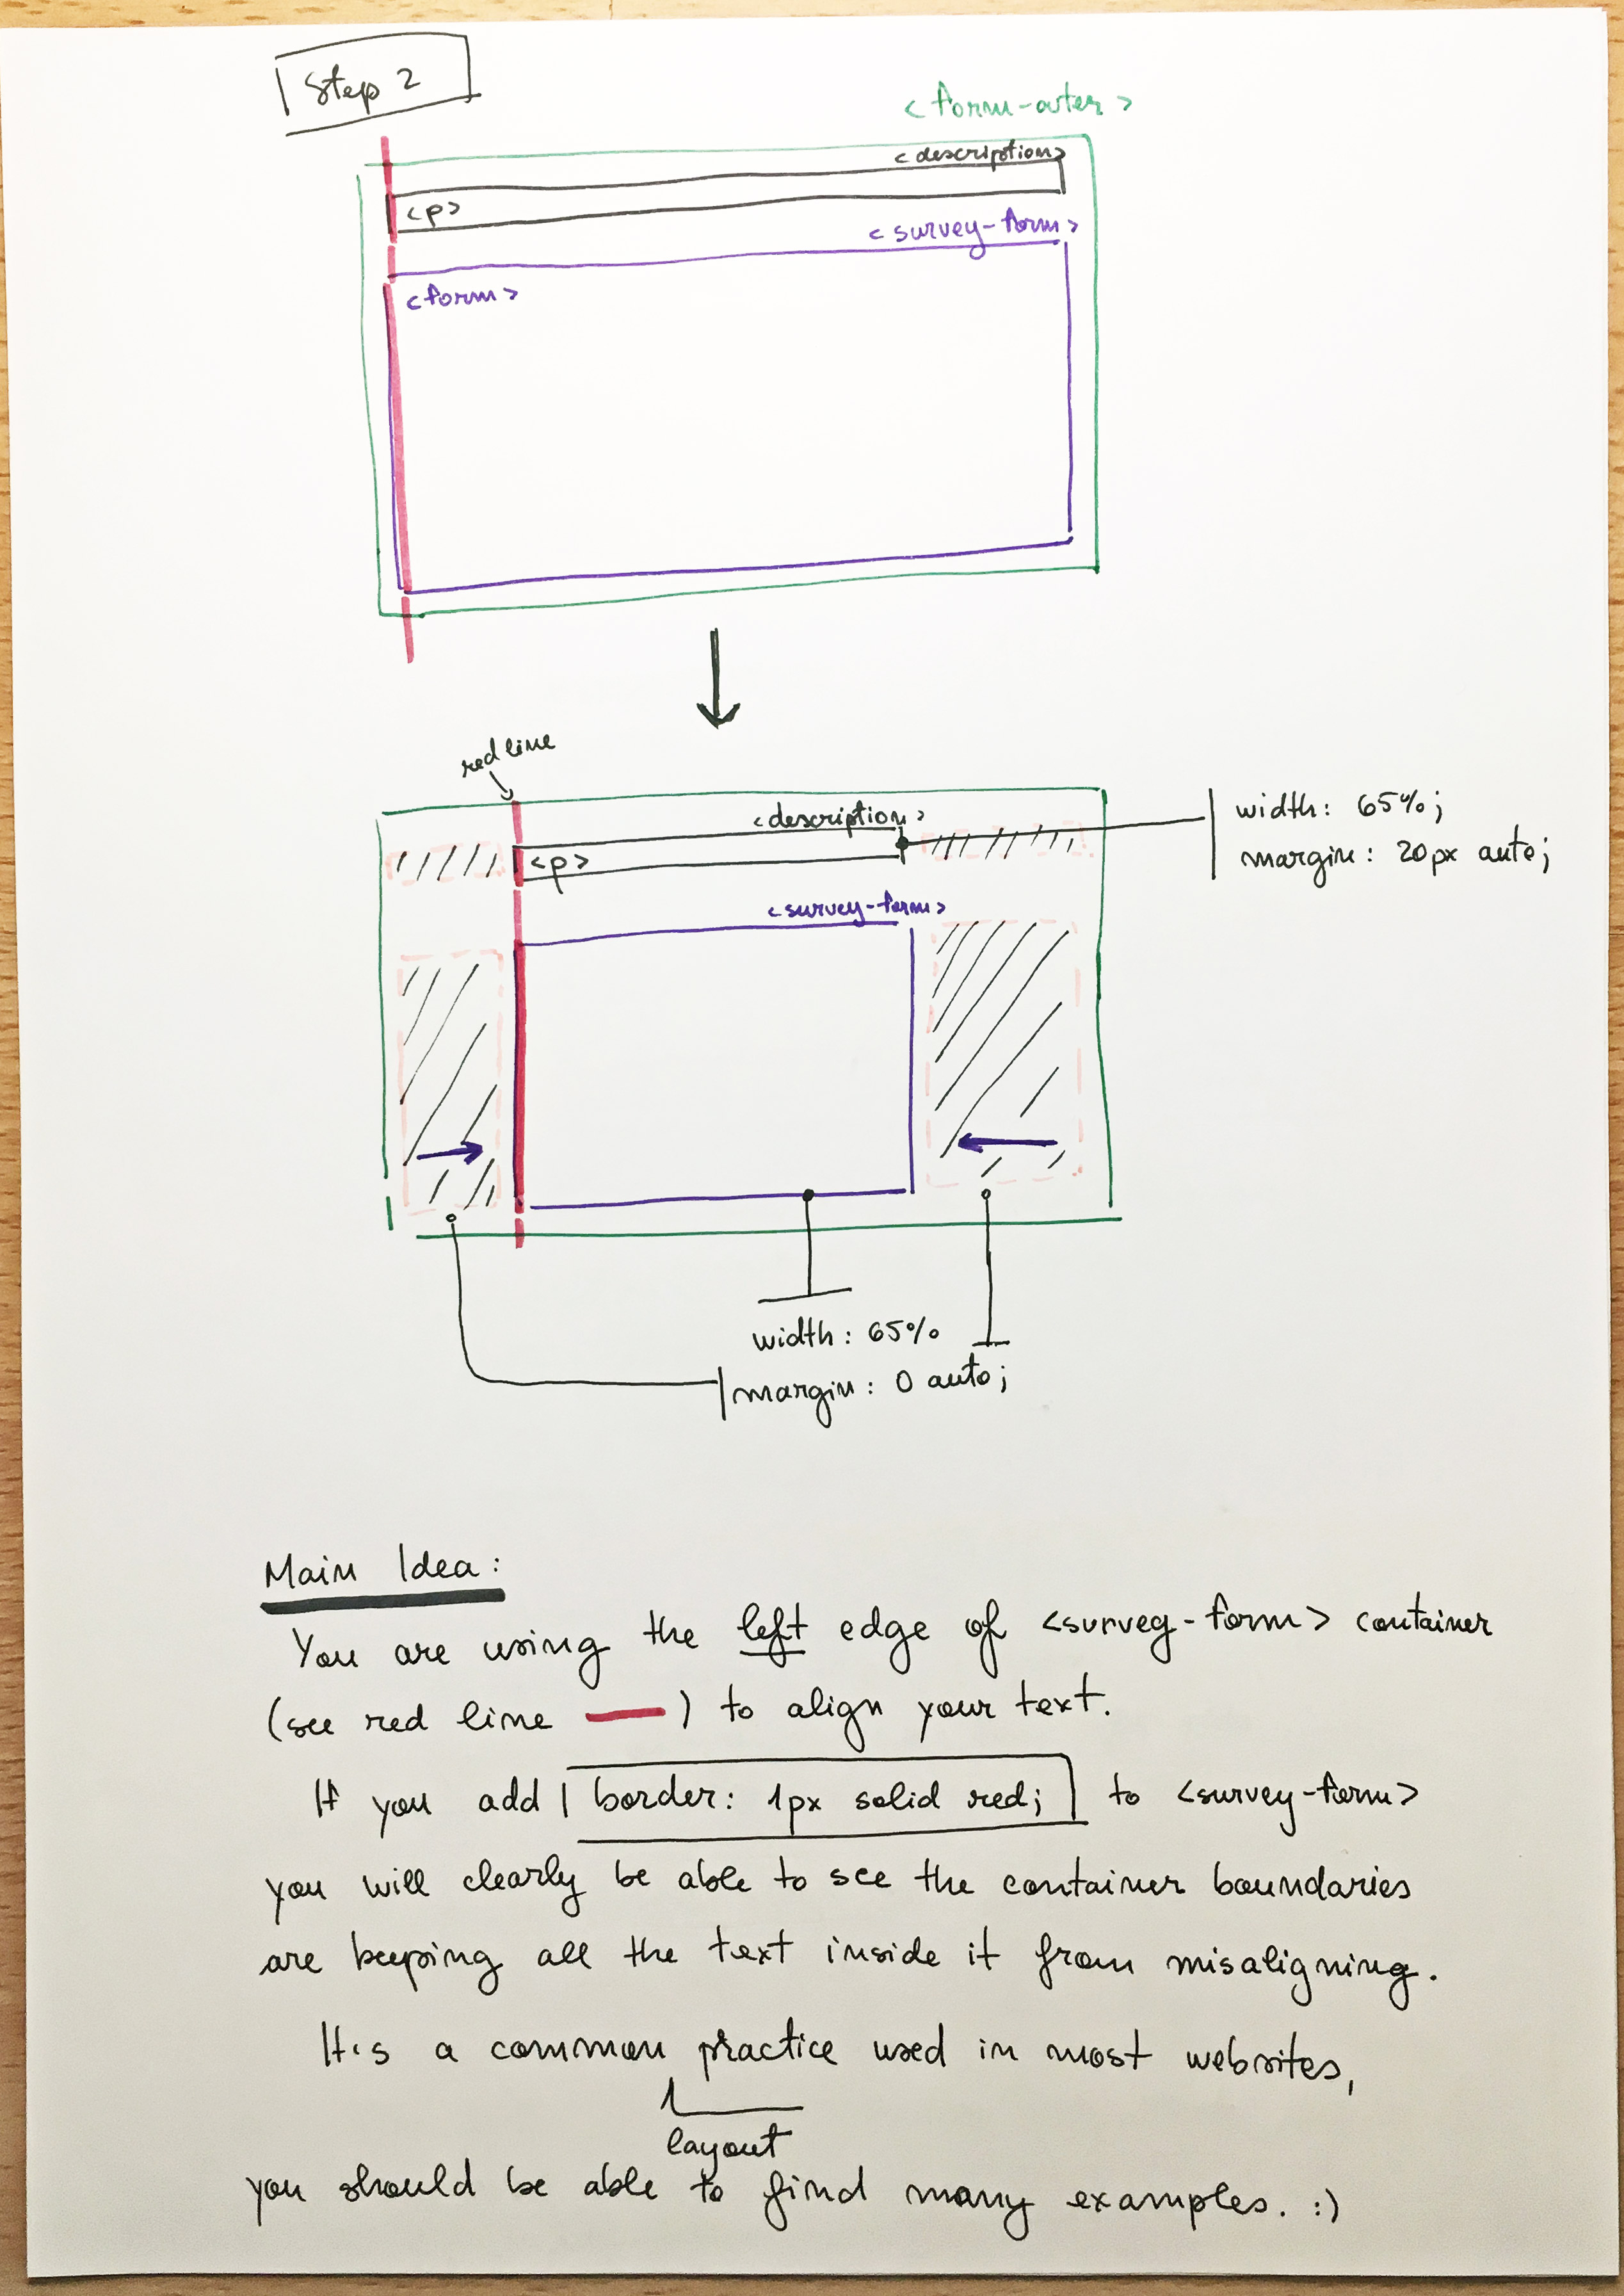 Step 2
<form-outer>
<description>
<p>
<survey-form>
<form>
red line
<description>
<p>
width: 65%;
margin: 20px auto;
<survey-form>
width: 65%
margin: 0 auto;
Main Idea:
You are using the left edge of <survey-form> container
(see red line —) to align your text.
If you add border: 1px solid red; to <survey-form>
you will clearly be able to see the container boundaries
are keeping all the text inside it from misaligning.
It's a common practice used in most websites,
layout
you should be able to find many examples. :)